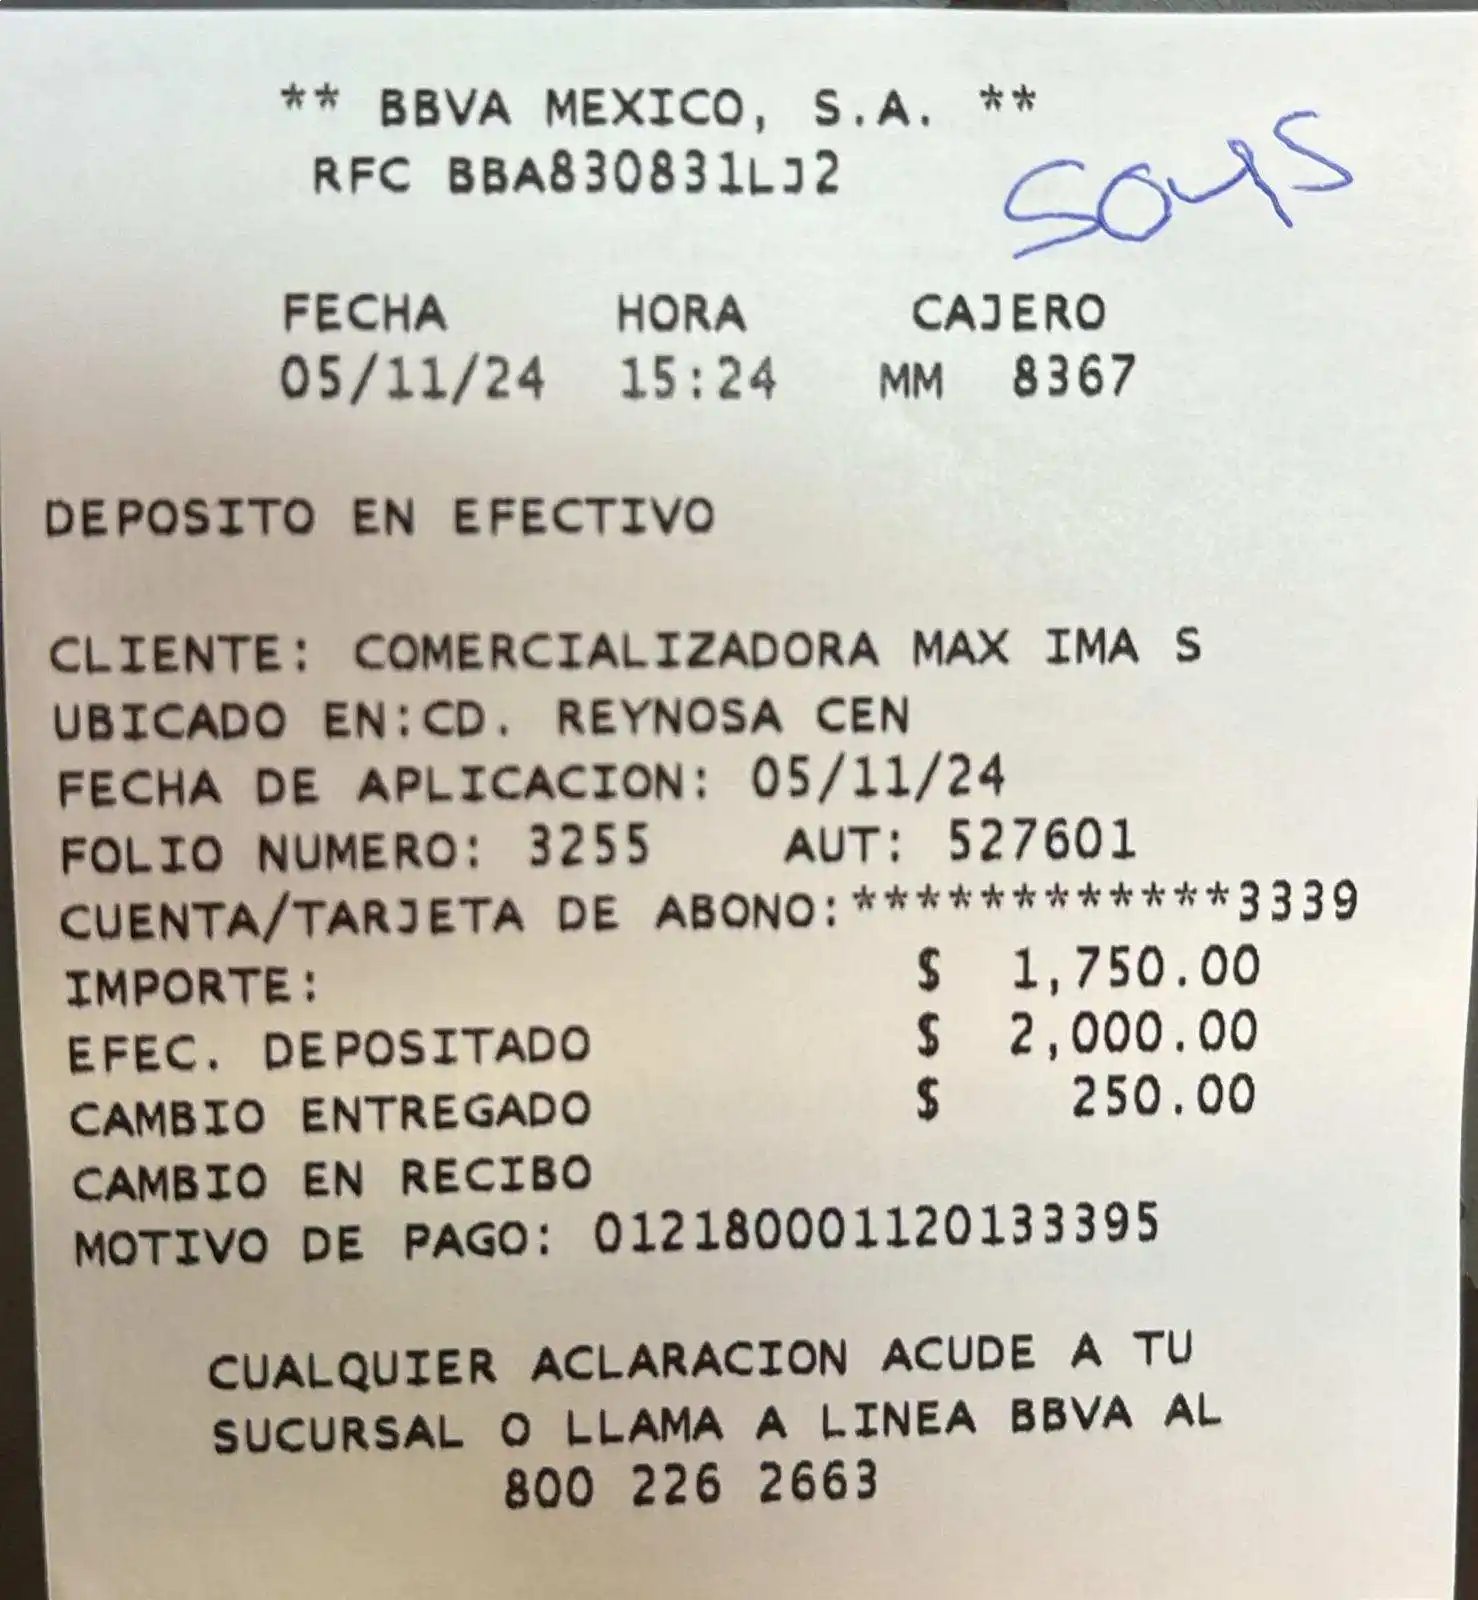 ** BBVA MEXICO, S.A. **
RFC BBA830831LJ2
FECHA HORA CAJERO
05/11/24 15:24 MM 8367
DEPOSITO EN EFECTIVO
CLIENTE: COMERCIALIZADORA MAX IMA S
UBICADO EN:CD. REYNOSA CEN
FECHA DE APLICACION: 05/11/24
FOLIO NUMERO: 3255 AUT: 527601
CUENTA/TARJETA DE ABONO:************3339
IMPORTE: $ 1,750.00
EFEC. DEPOSITADO $ 2,000.00
CAMBIO ENTREGADO $ 250.00
CAMBIO EN RECIBO
MOTIVO DE PAGO: 012180001120133395
CUALQUIER ACLARACION ACUDE A TU
SUCURSAL O LLAMA A LINEA BBVA AL
800 226 2663